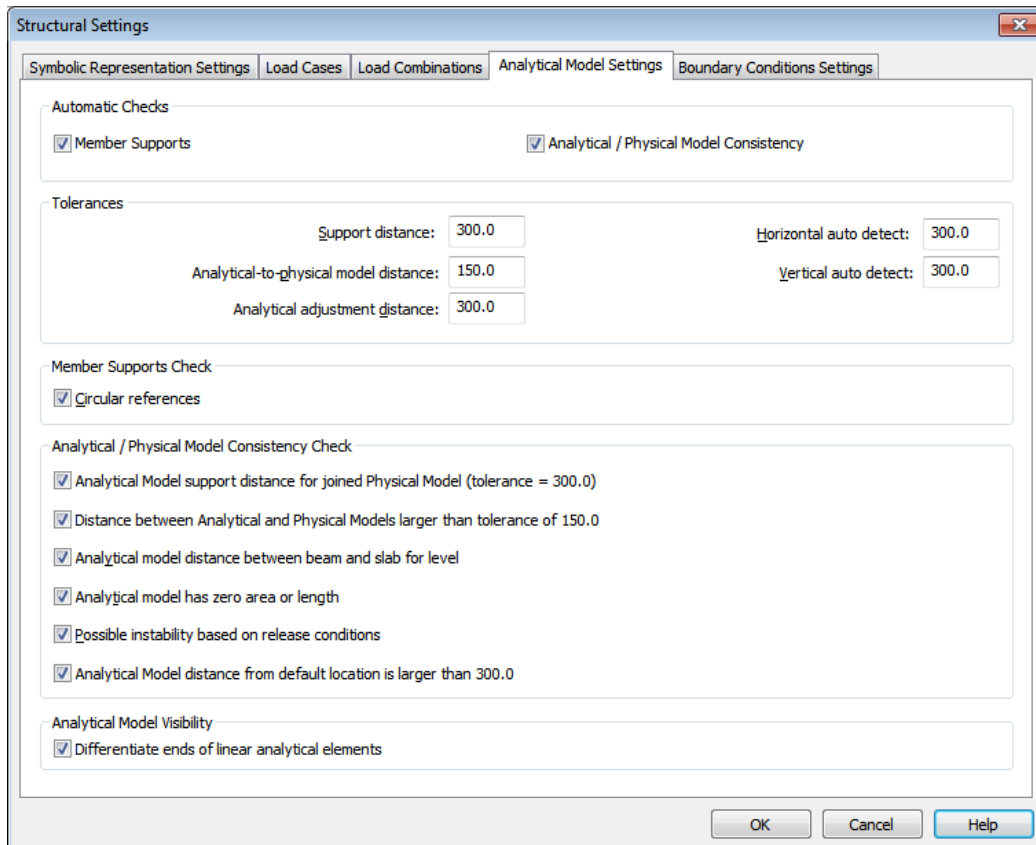 Structural Settings
Symbolic Representation Settings Load Cases Load Combinations Analytical Model Settings Boundary Conditions Settings
Automatic Checks
Member Supports Analytical / Physical Model Consistency
Tolerances
Support distance: 300.0 Horizontal auto detect: 300.0
Analytical-to-physical model distance: 150.0 Vertical auto detect: 300.0
Analytical adjustment distance: 300.0
Member Supports Check
Circular references
Analytical / Physical Model Consistency Check
Analytical Model support distance for joined Physical Model (tolerance = 300.0)
Distance between Analytical and Physical Models larger than tolerance of 150.0
Analytical model distance between beam and slab for level
Analytical model has zero area or length
Possible instability based on release conditions
Analytical Model distance from default location is larger than 300.0
Analytical Model Visibility
Differentiate ends of linear analytical elements
OK Cancel Help